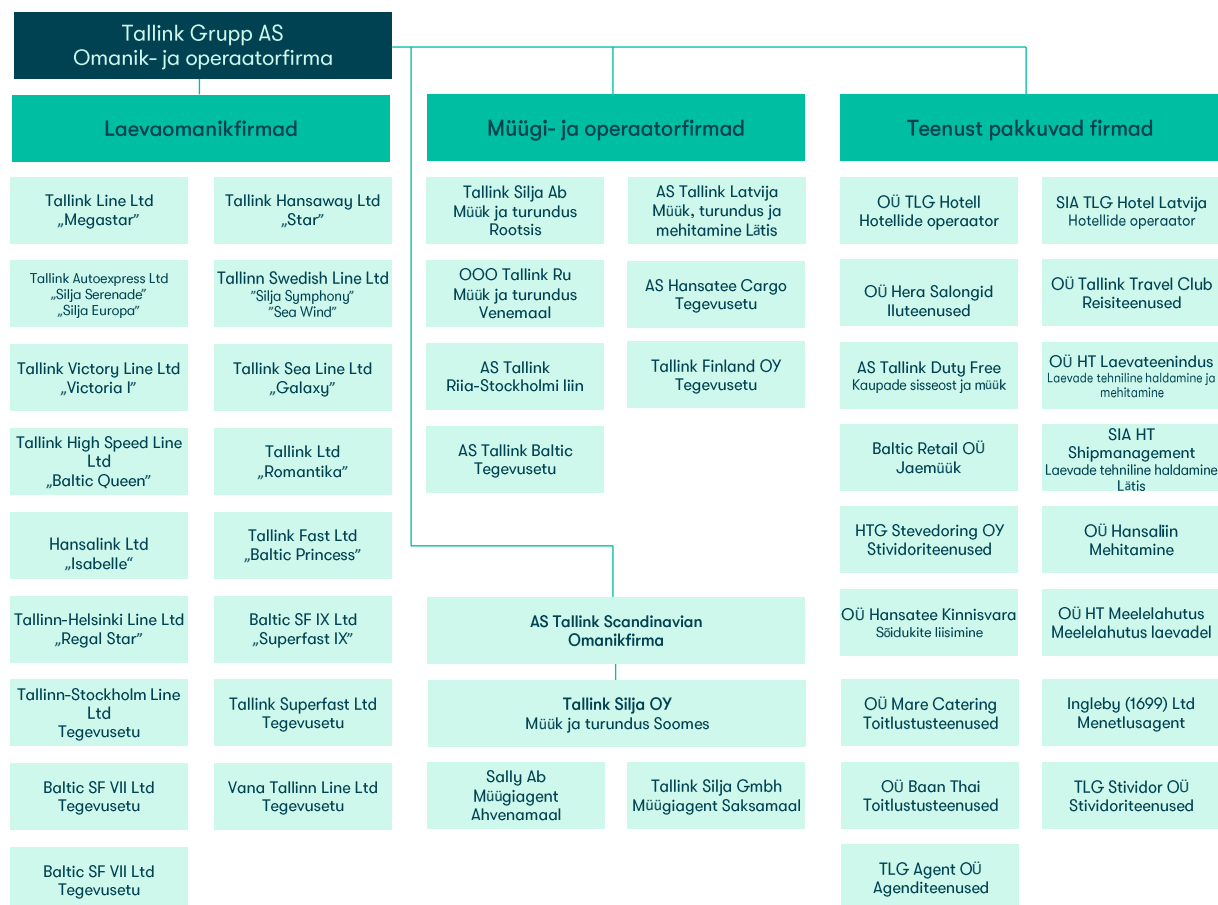 Tallink Grupp AS
Omanik- ja operaatorfirma
Laevaomanikfirmad
Tallink Line Ltd
„Megastar”
Tallink Hansaway Ltd
„Star”
Tallink Autoexpress Ltd
„Silja Serenade”
„Silja Europa”
Tallinn Swedish Line Ltd
”Silja Symphony”
”Sea Wind”
Tallink Victory Line Ltd
„Victoria I”
Tallink Sea Line Ltd
„Galaxy”
Tallink High Speed Line
Ltd
„Baltic Queen”
Tallink Ltd
„Romantika”
Hansalink Ltd
„Isabelle“
Tallink Fast Ltd
„Baltic Princess”
Tallinn-Helsinki Line Ltd
„Regal Star”
Baltic SF IX Ltd
„Superfast IX”
Tallinn-Stockholm Line
Ltd
Tegevusetu
Tallink Superfast Ltd
Tegevusetu
Baltic SF VII Ltd
Tegevusetu
Vana Tallinn Line Ltd
Tegevusetu
Baltic SF VII Ltd
Tegevusetu
Müügi- ja operaatorfirmad
Tallink Silja Ab
Müük ja turundus
Rootsis
AS Tallink Latvija
Müük, turundus ja
mehitamine Lätis
OOO Tallink Ru
Müük ja turundus
Venemaal
AS Hansatee Cargo
Tegevusetu
AS Tallink
Riia-Stockholmi liin
Tallink Finland OY
Tegevusetu
AS Tallink Baltic
Tegevusetu
AS Tallink Scandinavian
Omanikfirma
Tallink Silja OY
Müük ja turundus Soomes
Sally Ab
Müügiagent
Ahvenamaal
Tallink Silja Gmbh
Müügiagent Saksamaal
Teenust pakkuvad firmad
OÜ TLG Hotell
Hotellide operaator
SIA TLG Hotel Latvija
Hotellide operaator
OÜ Hera Salongid
Iluteenused
OÜ Tallink Travel Club
Reisiteenused
AS Tallink Duty Free
Kaupade sisseost ja müük
OÜ HT Laevateenindus
Laevade tehniline haldamine ja
mehitamine
Baltic Retail OÜ
Jaemüük
SIA HT
Shipmanagement
Laevade tehniline haldamine
Lätis
HTG Stevedoring OY
Stividoriteenused
OÜ Hansaliin
Mehitamine
OÜ Hansatee Kinnisvara
Sõidukite liisimine
OÜ HT Meelelahutus
Meelelahutus laevadel
OÜ Mare Catering
Toitlustusteenused
Ingleby (1699) Ltd
Menetlusagent
OÜ Baan Thai
Toitlustusteenused
TLG Stividor OÜ
Stividoriteenused
TLG Agent OÜ
Agenditeenused